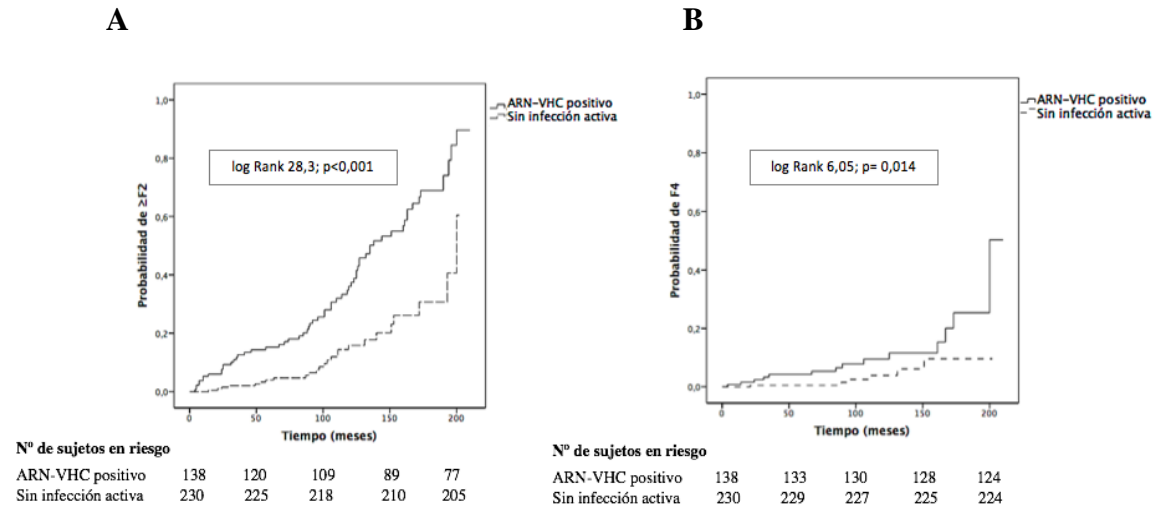 A
ARN-VHC positivo
Sin infección activa
log Rank 28,3; p<0,001
Probabilidad de ≥F2
1,0
0,8
0,6
0,4
0,2
0,0
0 50 100 150 200
Tiempo (meses)
Nº de sujetos en riesgo
ARN-VHC positivo 138 120 109 89 77
Sin infección activa 230 225 218 210 205
B
ARN-VHC positivo
Sin infección activa
log Rank 6,05; p= 0,014
Probabilidad de F4
1,0
0,8
0,6
0,4
0,2
0,0
0 50 100 150 200
Tiempo (meses)
Nº de sujetos en riesgo
ARN-VHC positivo 138 133 130 128 124
Sin infección activa 230 229 227 225 224